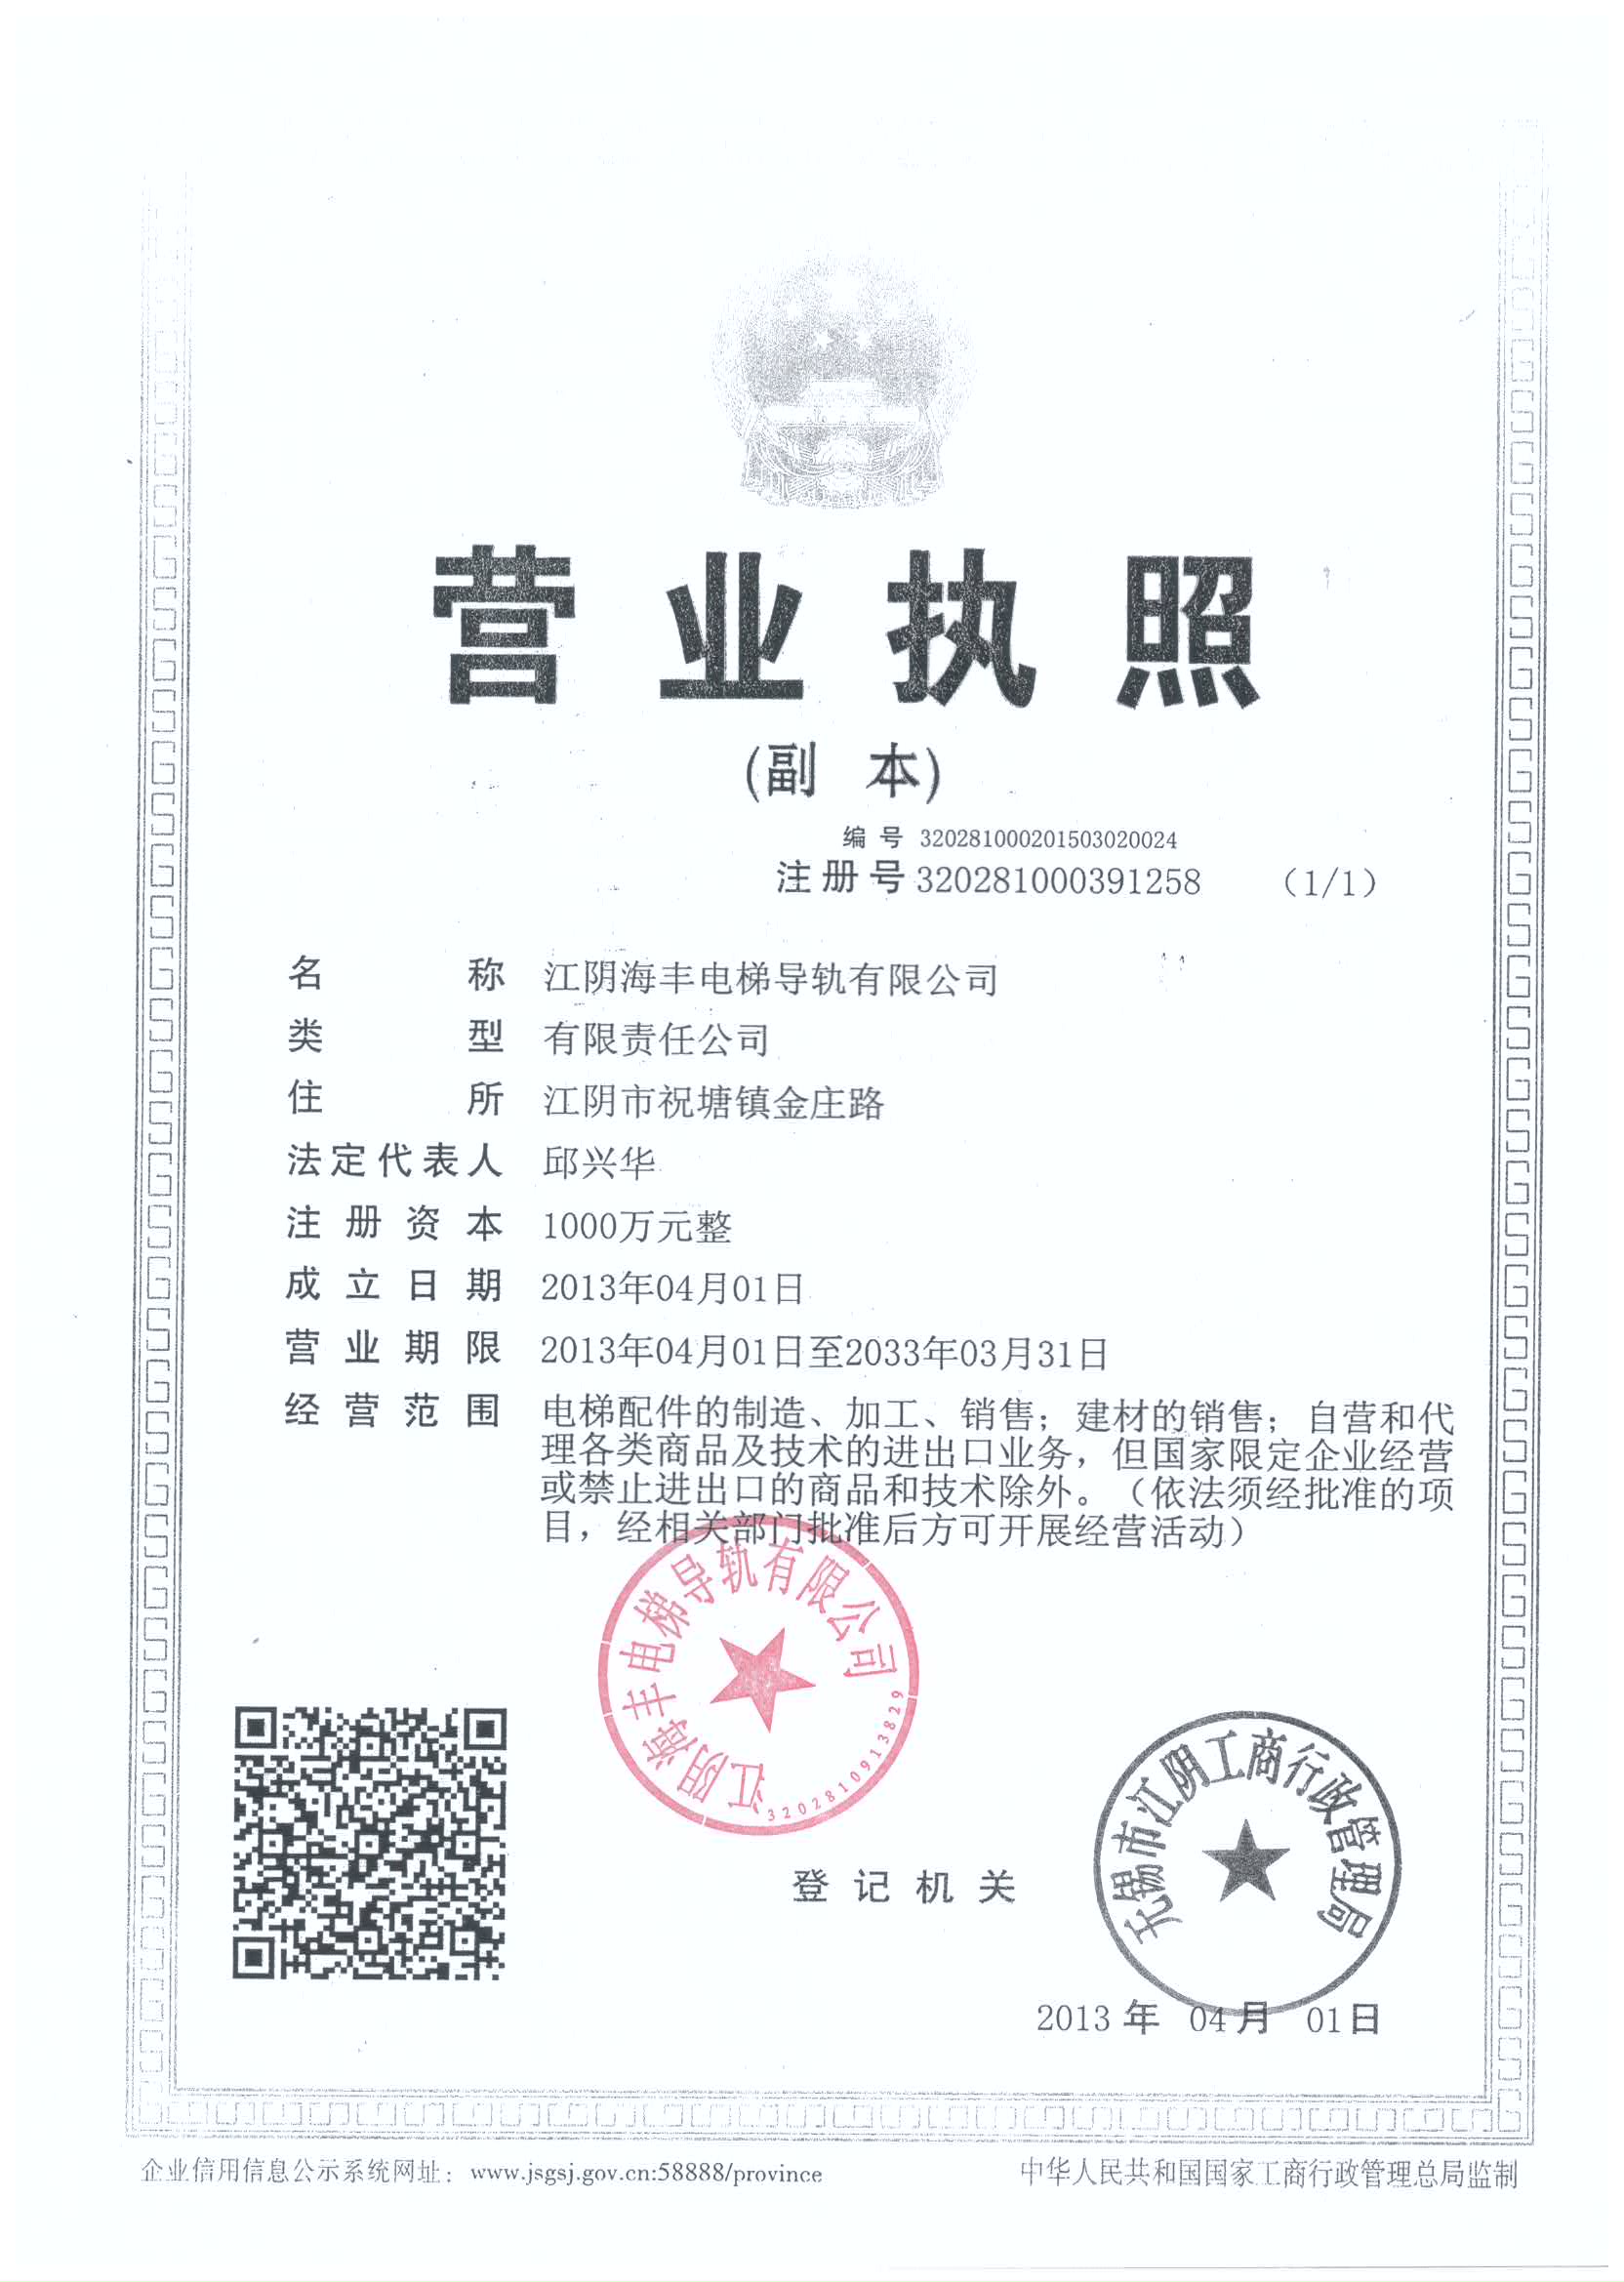 营业执照
(副 本)
编 号 320281000201503020024
注 册 号 320281000391258 (1/1)
名 称 江阴海丰电梯导轨有限公司
类 型 有限责任公司
住 所 江阴市祝塘镇金庄路
法定代表人 邱兴华
注 册 资 本 1000万元整
成 立 日 期 2013年04月01日
营 业 期 限 2013年04月01日至2033年03月31日
经 营 范 围 电梯配件的制造、加工、销售；建材的销售；自营和代
理各类商品及技术的进出口业务，但国家限定企业经营
或禁止进出口的商品和技术除外。（依法须经批准的项
目，经相关部门批准后方可开展经营活动）
江阴海丰电梯导轨有限公司
3202810913829
登 记 机 关
无锡市江阴工商行政管理局
2013 年 04 月 01 日
企业信用信息公示系统网址：www.jsgsj.gov.cn:58888/province
中华人民共和国国家工商行政管理总局监制